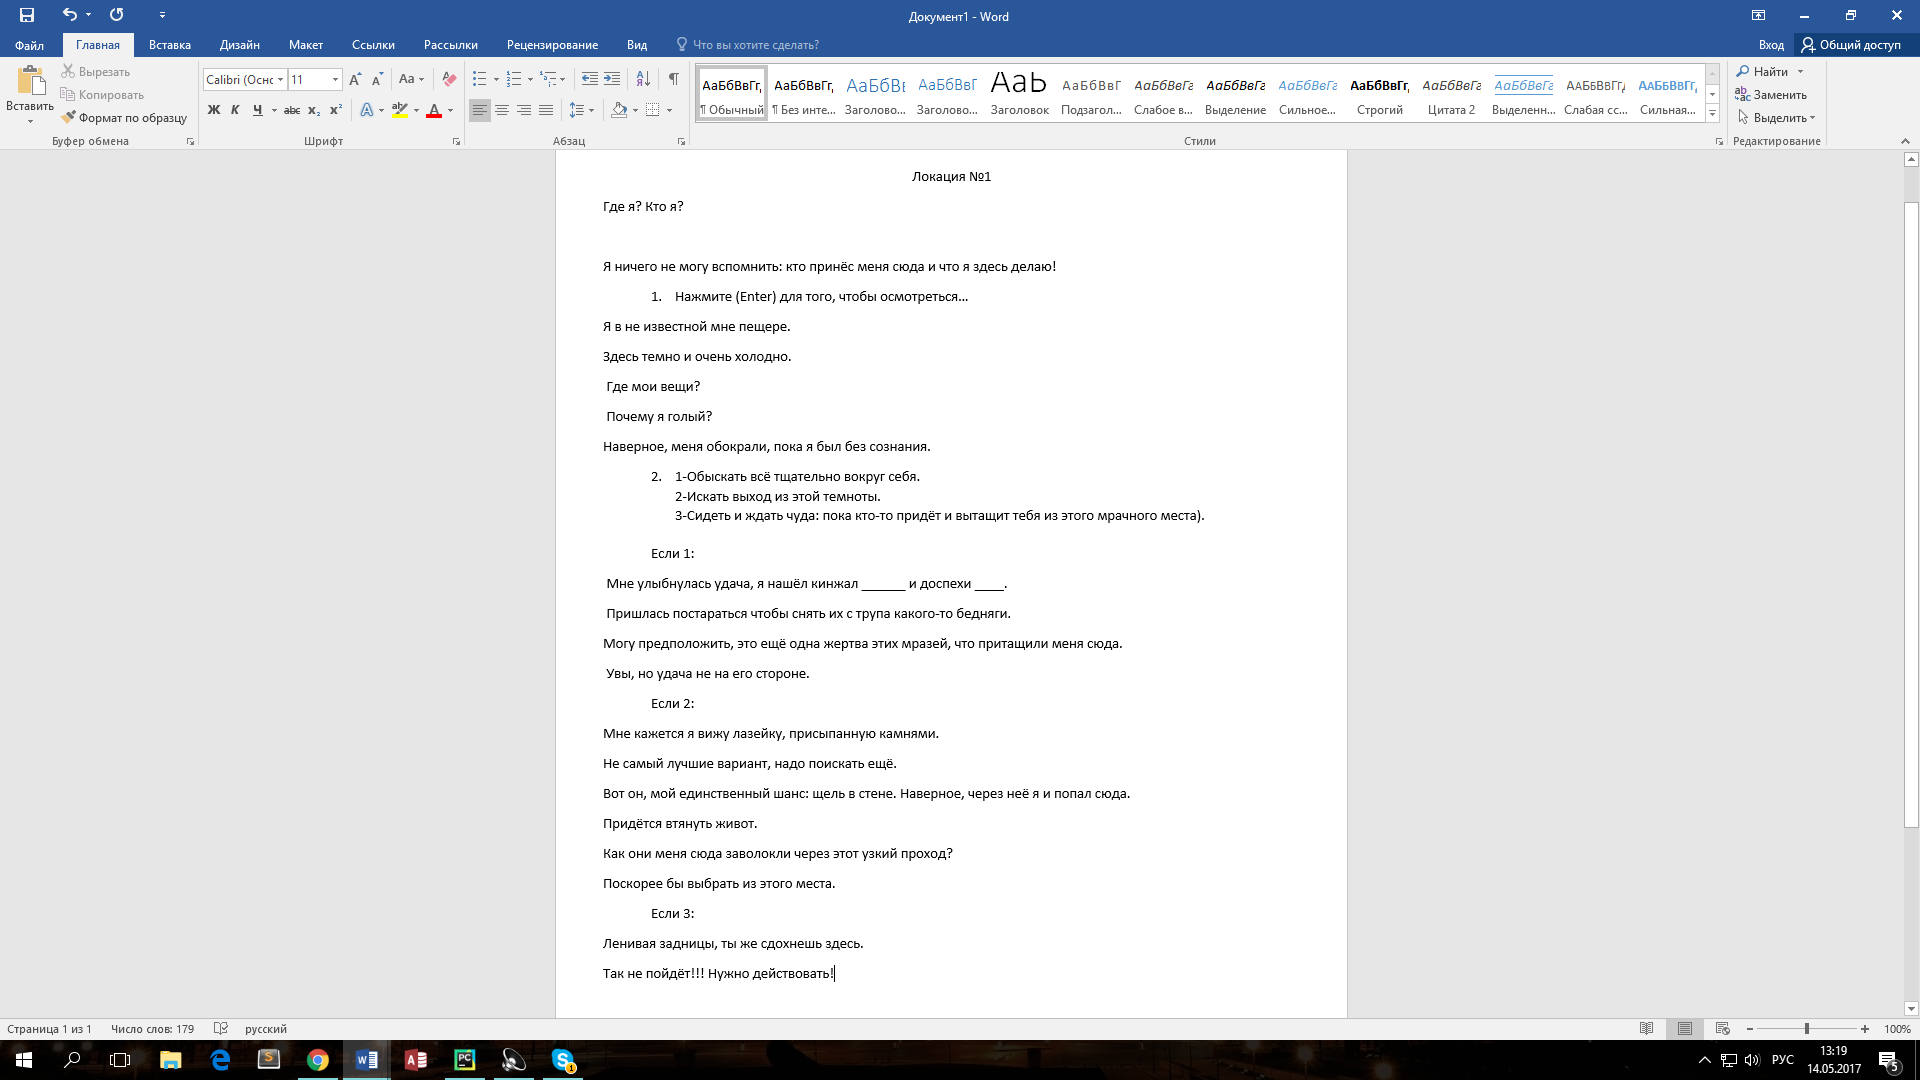 Документ1 - Word
Файл Главная Вставка Дизайн Макет Ссылки Рассылки Рецензирование Вид Что вы хотите сделать? Вход Общий доступ
Вставить
Вырезать
Копировать
Формат по образцу
Буфер обмена
Calibri (Оснс 11
Ж К Ч abc x₂ x²
Шрифт
Абзац
АаБбВвГг, АаБбВвГг, АаБбВі АаБбВвГ АаЬ АаБбВвГ АаБбВвГг АаБбВвГг АаБбВвГг АаБбВвГг, АаБбВвГг АаБбВвГг АаБбВвГг, АаБбВвГг,
¶ Обычный ¶ Без инте... Заголово... Заголово... Заголовок Подзагол... Слабое в... Выделение Сильное... Строгий Цитата 2 Выделенн... Слабая сс... Сильная...
Стили
Найти
Заменить
Выделить
Редактирование
Локация №1
Где я? Кто я?
Я ничего не могу вспомнить: кто принёс меня сюда и что я здесь делаю!
1. Нажмите (Enter) для того, чтобы осмотреться...
Я в не известной мне пещере.
Здесь темно и очень холодно.
Где мои вещи?
Почему я голый?
Наверное, меня обокрали, пока я был без сознания.
2. 1-Обыскать всё тщательно вокруг себя.
2-Искать выход из этой темноты.
3-Сидеть и ждать чуда: пока кто-то придёт и вытащит тебя из этого мрачного места).
Если 1:
Мне улыбнулась удача, я нашёл кинжал ______ и доспехи ____.
Пришлась постараться чтобы снять их с трупа какого-то бедняги.
Могу предположить, это ещё одна жертва этих мразей, что притащили меня сюда.
Увы, но удача не на его стороне.
Если 2:
Мне кажется я вижу лазейку, присыпанную камнями.
Не самый лучшие вариант, надо поискать ещё.
Вот он, мой единственный шанс: щель в стене. Наверное, через неё я и попал сюда.
Придётся втянуть живот.
Как они меня сюда заволокли через этот узкий проход?
Поскорее бы выбрать из этого места.
Если 3:
Ленивая задницы, ты же сдохнешь здесь.
Так не пойдёт!!! Нужно действовать!
Страница 1 из 1 Число слов: 179 русский 100%
РУС 13:19
14.05.2017